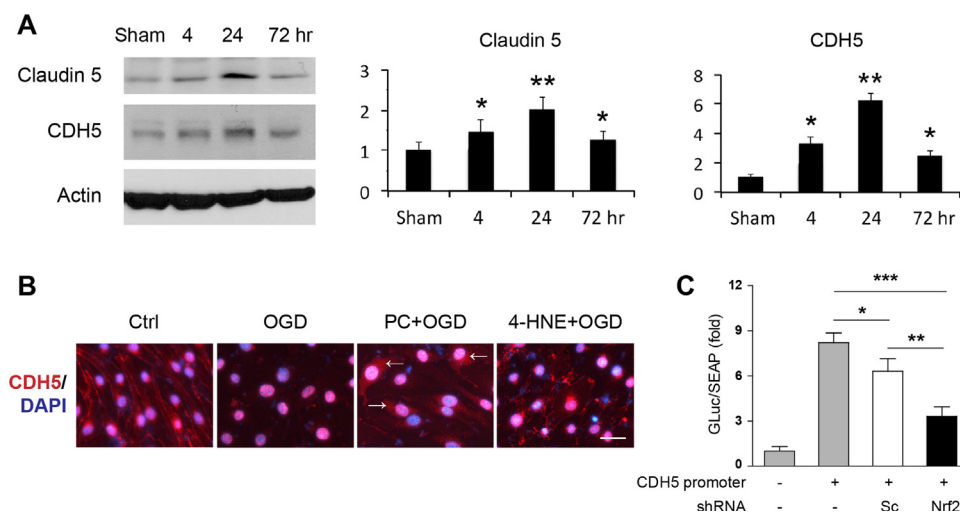 A
Sham 4 24 72 hr
Claudin 5
CDH5
Actin
Claudin 5
3
2
1
0
* ** *
Sham 4 24 72 hr
CDH5
8
6
4
2
0
* ** *
Sham 4 24 72 hr
B
Ctrl OGD PC+OGD 4-HNE+OGD
CDH5/
DAPI
C
GLuc/SEAP (fold)
12
9
6
3
0
***
*
**
CDH5 promoter - + + +
shRNA - - Sc Nrf2